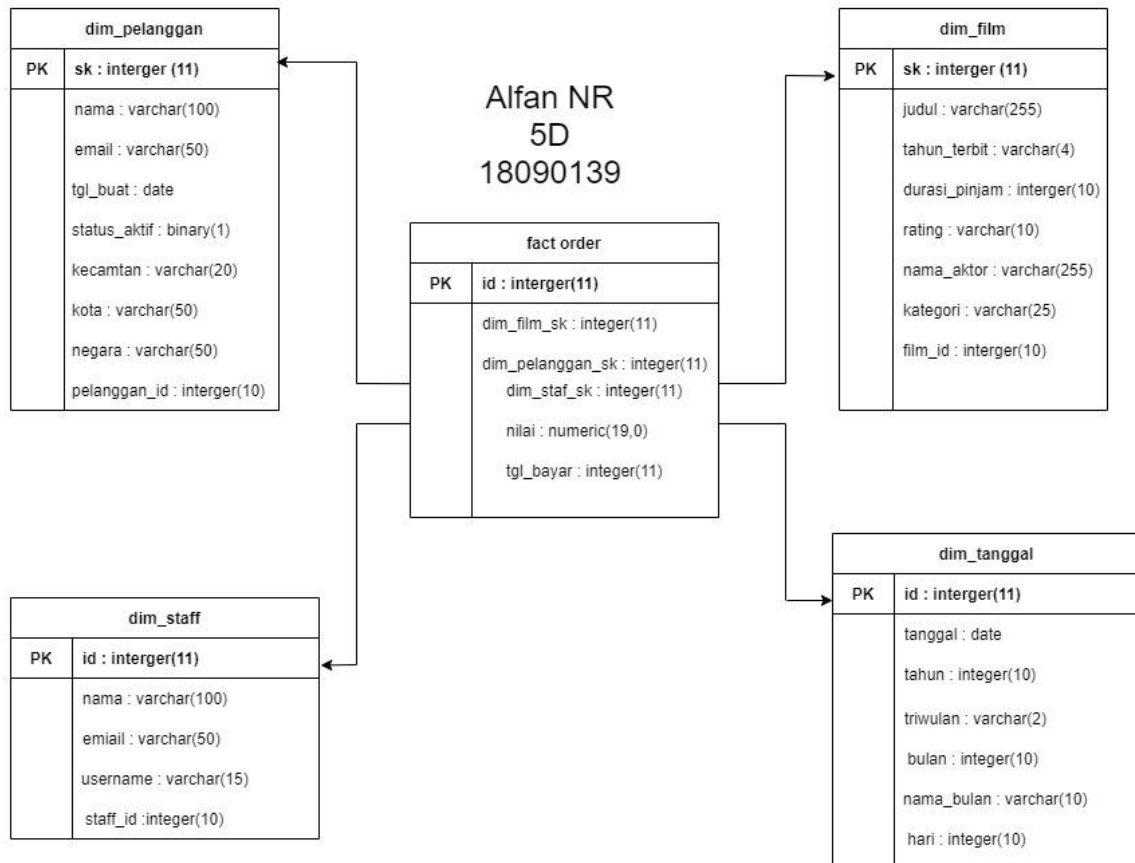 dim_pelanggan
PK sk : interger (11)
nama : varchar(100)
email : varchar(50)
tgl_buat : date
status_aktif : binary(1)
kecamtan : varchar(20)
kota : varchar(50)
negara : varchar(50)
pelanggan_id : interger(10)
Alfan NR
5D
18090139
dim_film
PK sk : interger (11)
judul : varchar(255)
tahun_terbit : varchar(4)
durasi_pinjam : interger(10)
rating : varchar(10)
nama_aktor : varchar(255)
kategori : varchar(25)
film_id : interger(10)
fact order
PK id : interger(11)
dim_film_sk : integer(11)
dim_pelanggan_sk : integer(11)
dim_staf_sk : integer(11)
nilai : numeric(19,0)
tgl_bayar : integer(11)
dim_staff
PK id : interger(11)
nama : varchar(100)
emiail : varchar(50)
username : varchar(15)
staff_id :integer(10)
dim_tanggal
PK id : interger(11)
tanggal : date
tahun : integer(10)
triwulan : varchar(2)
bulan : integer(10)
nama_bulan : varchar(10)
hari : integer(10)